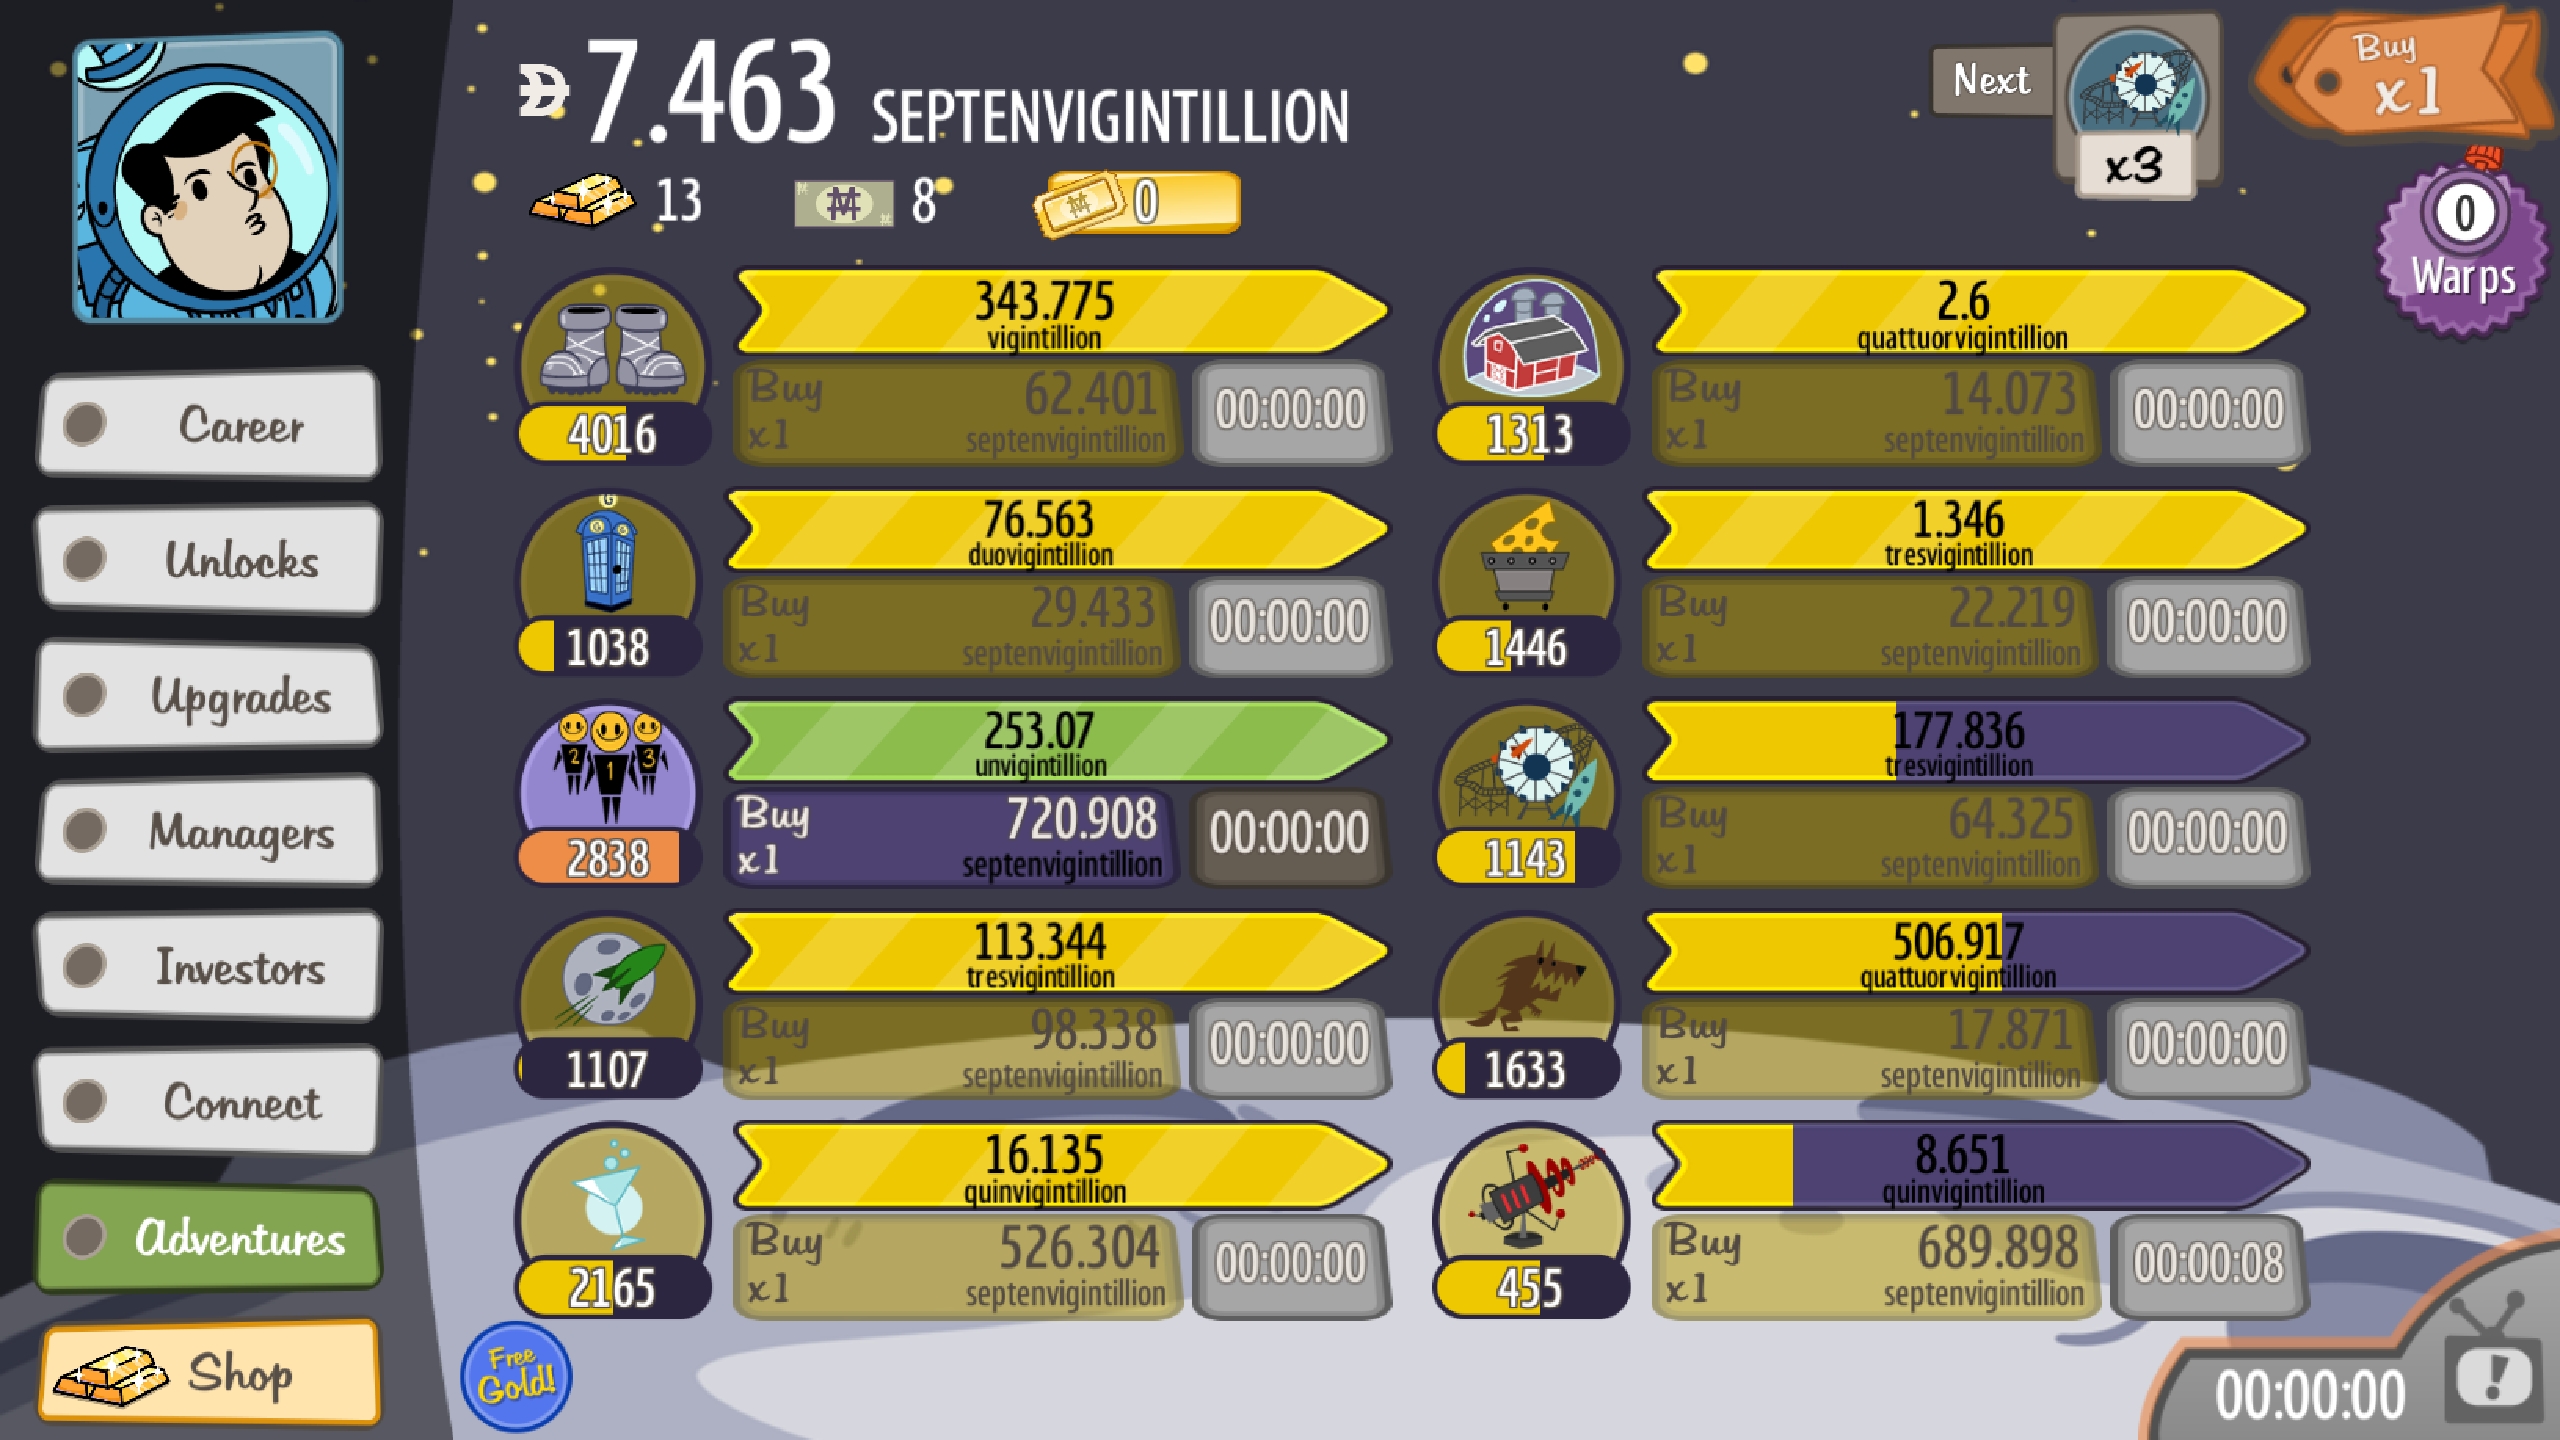 7.463 SEPTENVIGINTILLION
13
8
0
Next
x3
Buy
x1
0
Warps
Career
Unlocks
Upgrades
Managers
Investors
Connect
Adventures
Shop
Free
Gold!
343.775
vigintillion
4016
Buy
x1
62.401
septenvigintillion
00:00:00
2.6
quattuorvigintillion
1313
Buy
x1
14.073
septenvigintillion
00:00:00
G
76.563
duovigintillion
1038
Buy
x1
29.433
septenvigintillion
00:00:00
1.346
tresvigintillion
1446
Buy
x1
22.219
septenvigintillion
00:00:00
2 1 3
253.07
unvigintillion
2838
Buy
x1
720.908
septenvigintillion
00:00:00
177.836
tresvigintillion
1143
Buy
x1
64.325
septenvigintillion
00:00:00
113.344
tresvigintillion
1107
Buy
x1
98.338
septenvigintillion
00:00:00
506.917
quattuorvigintillion
1633
Buy
x1
17.871
septenvigintillion
00:00:00
16.135
quinvigintillion
2165
Buy
x1
526.304
septenvigintillion
00:00:00
8.651
quinvigintillion
455
Buy
x1
689.898
septenvigintillion
00:00:08
00:00:00
!